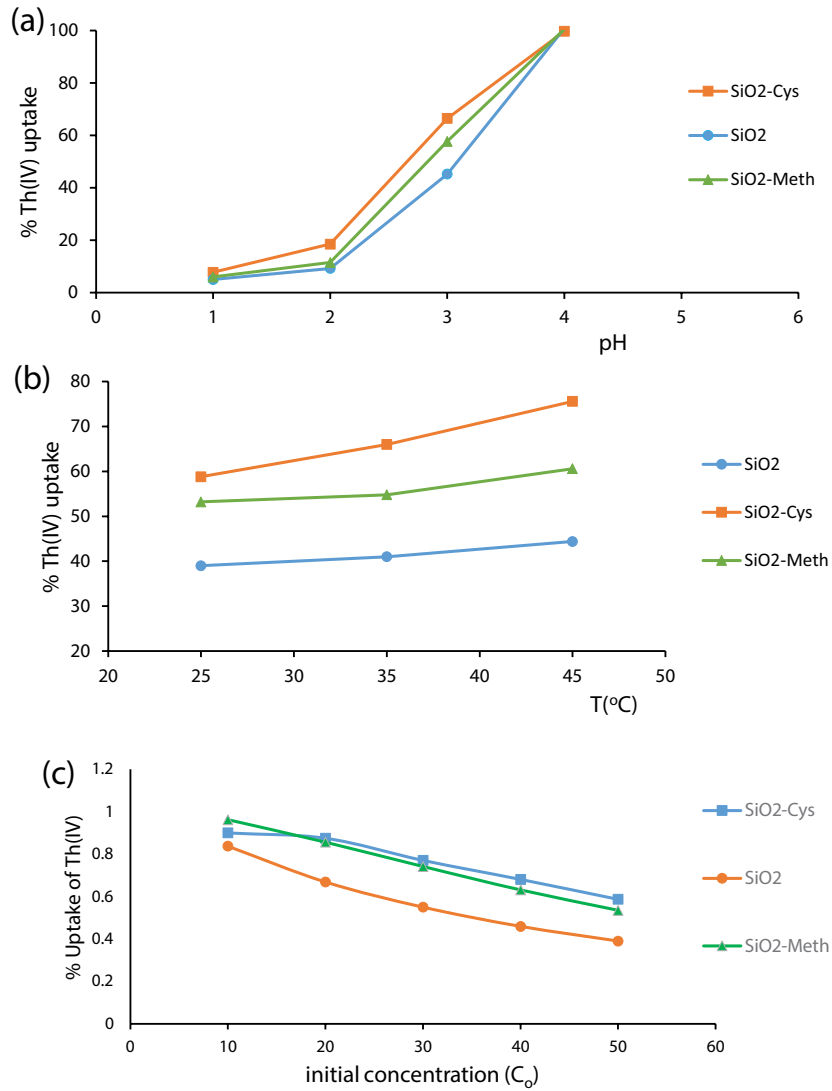 (a)
% Th(IV) uptake
100
80
60
40
20
0
0 1 2 3 4 5 6
pH
SiO2-Cys
SiO2
SiO2-Meth
(b)
% Th(IV) uptake
80
70
60
50
40
30
20
20 25 30 35 40 45 50
T(°C)
SiO2
SiO2-Cys
SiO2-Meth
(c)
% Uptake of Th(IV)
1.2
1
0.8
0.6
0.4
0.2
0
0 10 20 30 40 50 60
initial concentration (Co)
SiO2-Cys
SiO2
SiO2-Meth